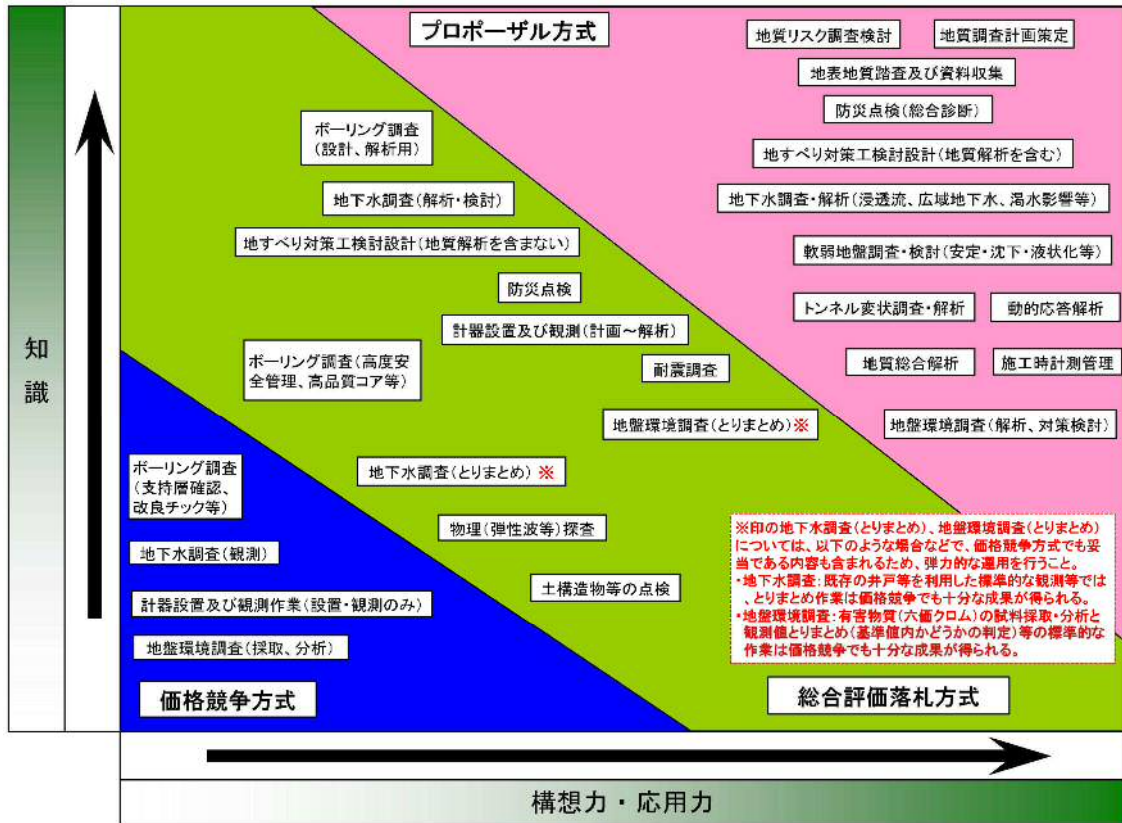 プロポーザル方式
地質リスク調査検討
地質調査計画策定
地表地質踏査及び資料収集
防災点検(総合診断)
地すべり対策工検討設計(地質解析を含む)
地下水調査・解析(浸透流、広域地下水、渇水影響等)
軟弱地盤調査・検討(安定・沈下・液状化等)
トンネル変状調査・解析
動的応答解析
地質総合解析
施工時計測管理
地盤環境調査(解析、対策検討)
ボーリング調査
(設計、解析用)
地下水調査(解析・検討)
地すべり対策工検討設計(地質解析を含まない)
防災点検
計器設置及び観測(計画～解析)
ボーリング調査(高度安
全管理、高品質コア等)
耐震調査
地盤環境調査(とりまとめ)※
地下水調査(とりまとめ)※
物理(弾性波等)探査
土構造物等の点検
総合評価落札方式
ボーリング調査
(支持層確認、
改良チック等)
地下水調査(観測)
計器設置及び観測作業(設置・観測のみ)
地盤環境調査(採取、分析)
価格競争方式
※印の地下水調査(とりまとめ)、地盤環境調査(とりまとめ)
については、以下のような場合などで、価格競争方式でも妥
当である内容も含まれるため、弾力的な運用を行うこと。
・地下水調査:既存の井戸等を利用した標準的な観測等では
、とりまとめ作業は価格競争でも十分な成果が得られる。
・地盤環境調査:有害物質(六価クロム)の試料採取・分析と
観測値とりまとめ(基準値内かどうかの判定)等の標準的な
作業は価格競争でも十分な成果が得られる。
知識
構想力・応用力